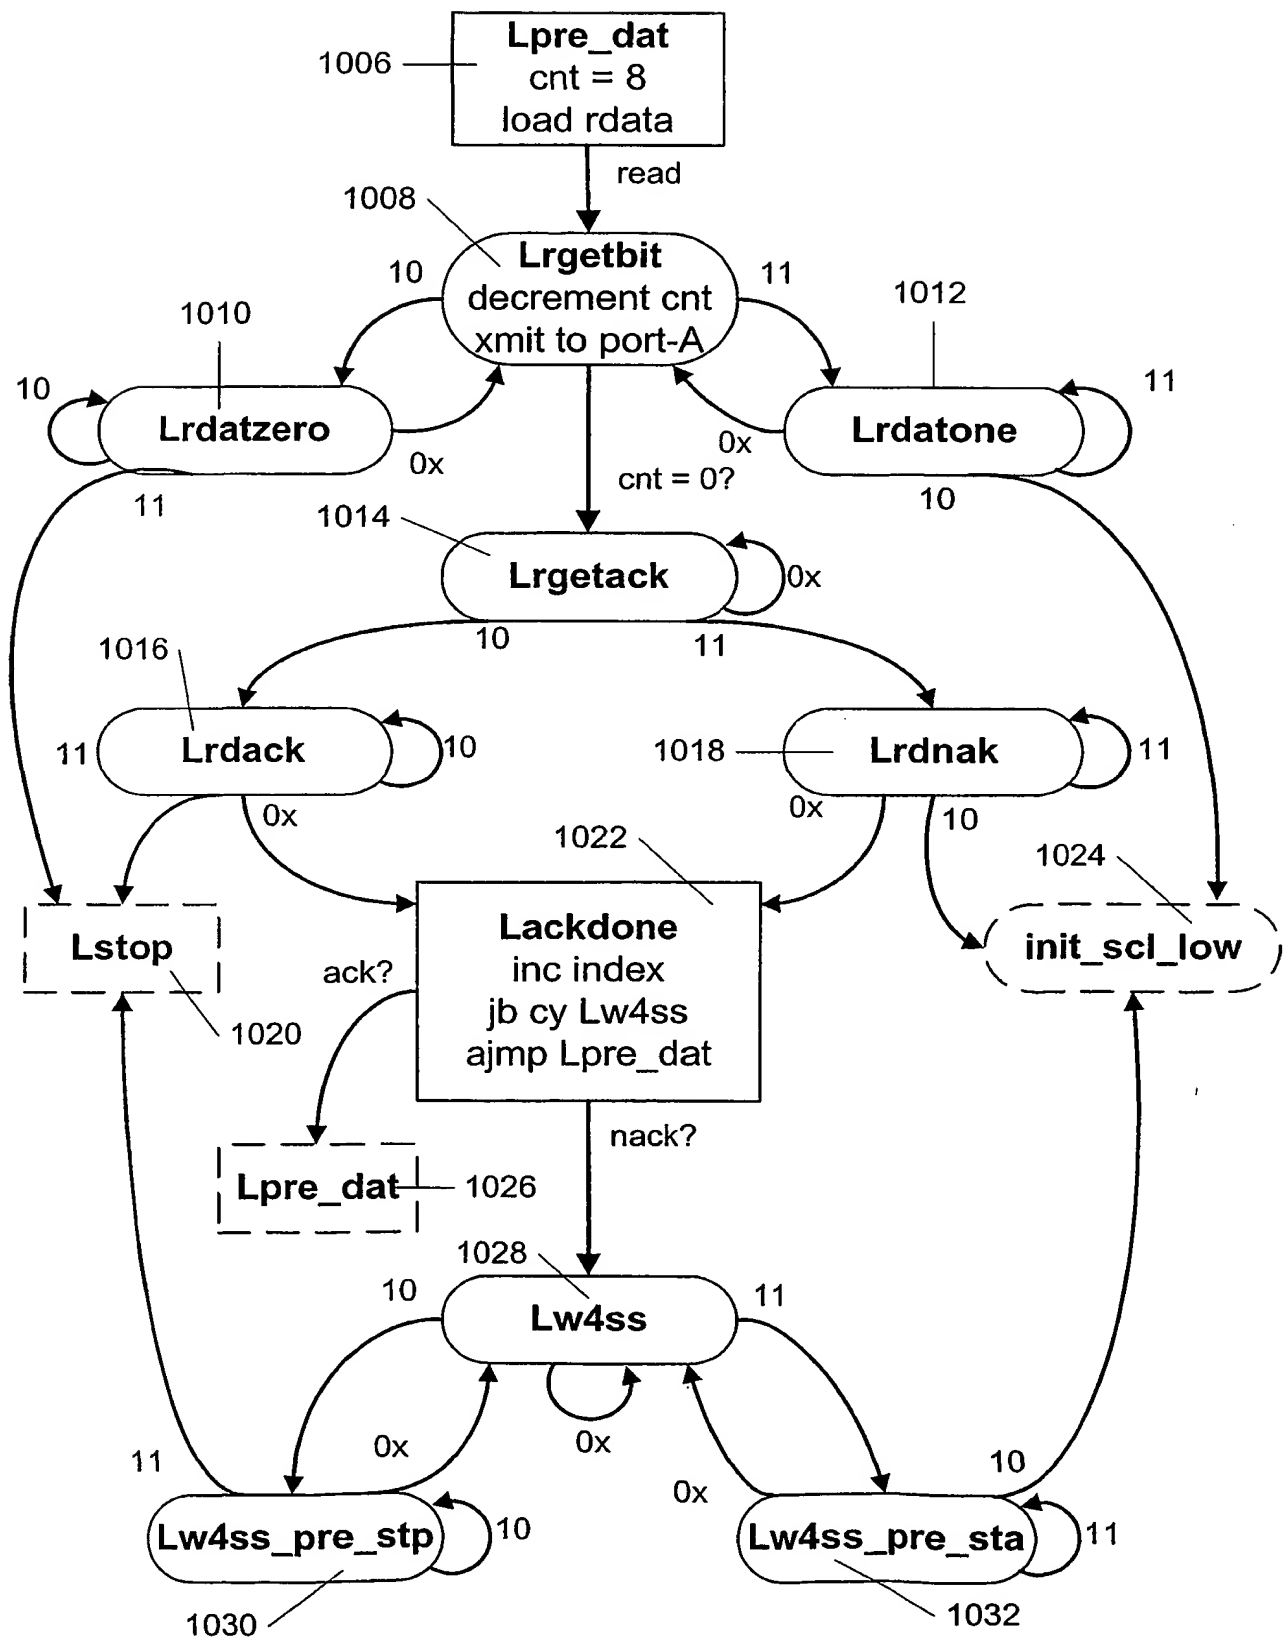 Lpre_dat
cnt = 8
load rdata
1006
read
1008
Lrgetbit
decrement cnt
xmit to port-A
10
11
1010
1012
10
Lrdatzero
0x
11
Lrdatone
11
0x
10
cnt = 0?
1014
Lrgetack
0x
10
11
1016
11
Lrdack
10
0x
1018
Lrdnak
11
0x
10
1022
1024
Lstop
1020
Lackdone
inc index
jb cy Lw4ss
ajmp Lpre_dat
init_scl_low
ack?
nack?
Lpre_dat
1026
1028
10
Lw4ss
11
0x
11
0x
0x
10
Lw4ss_pre_stp
10
Lw4ss_pre_sta
11
1030
1032